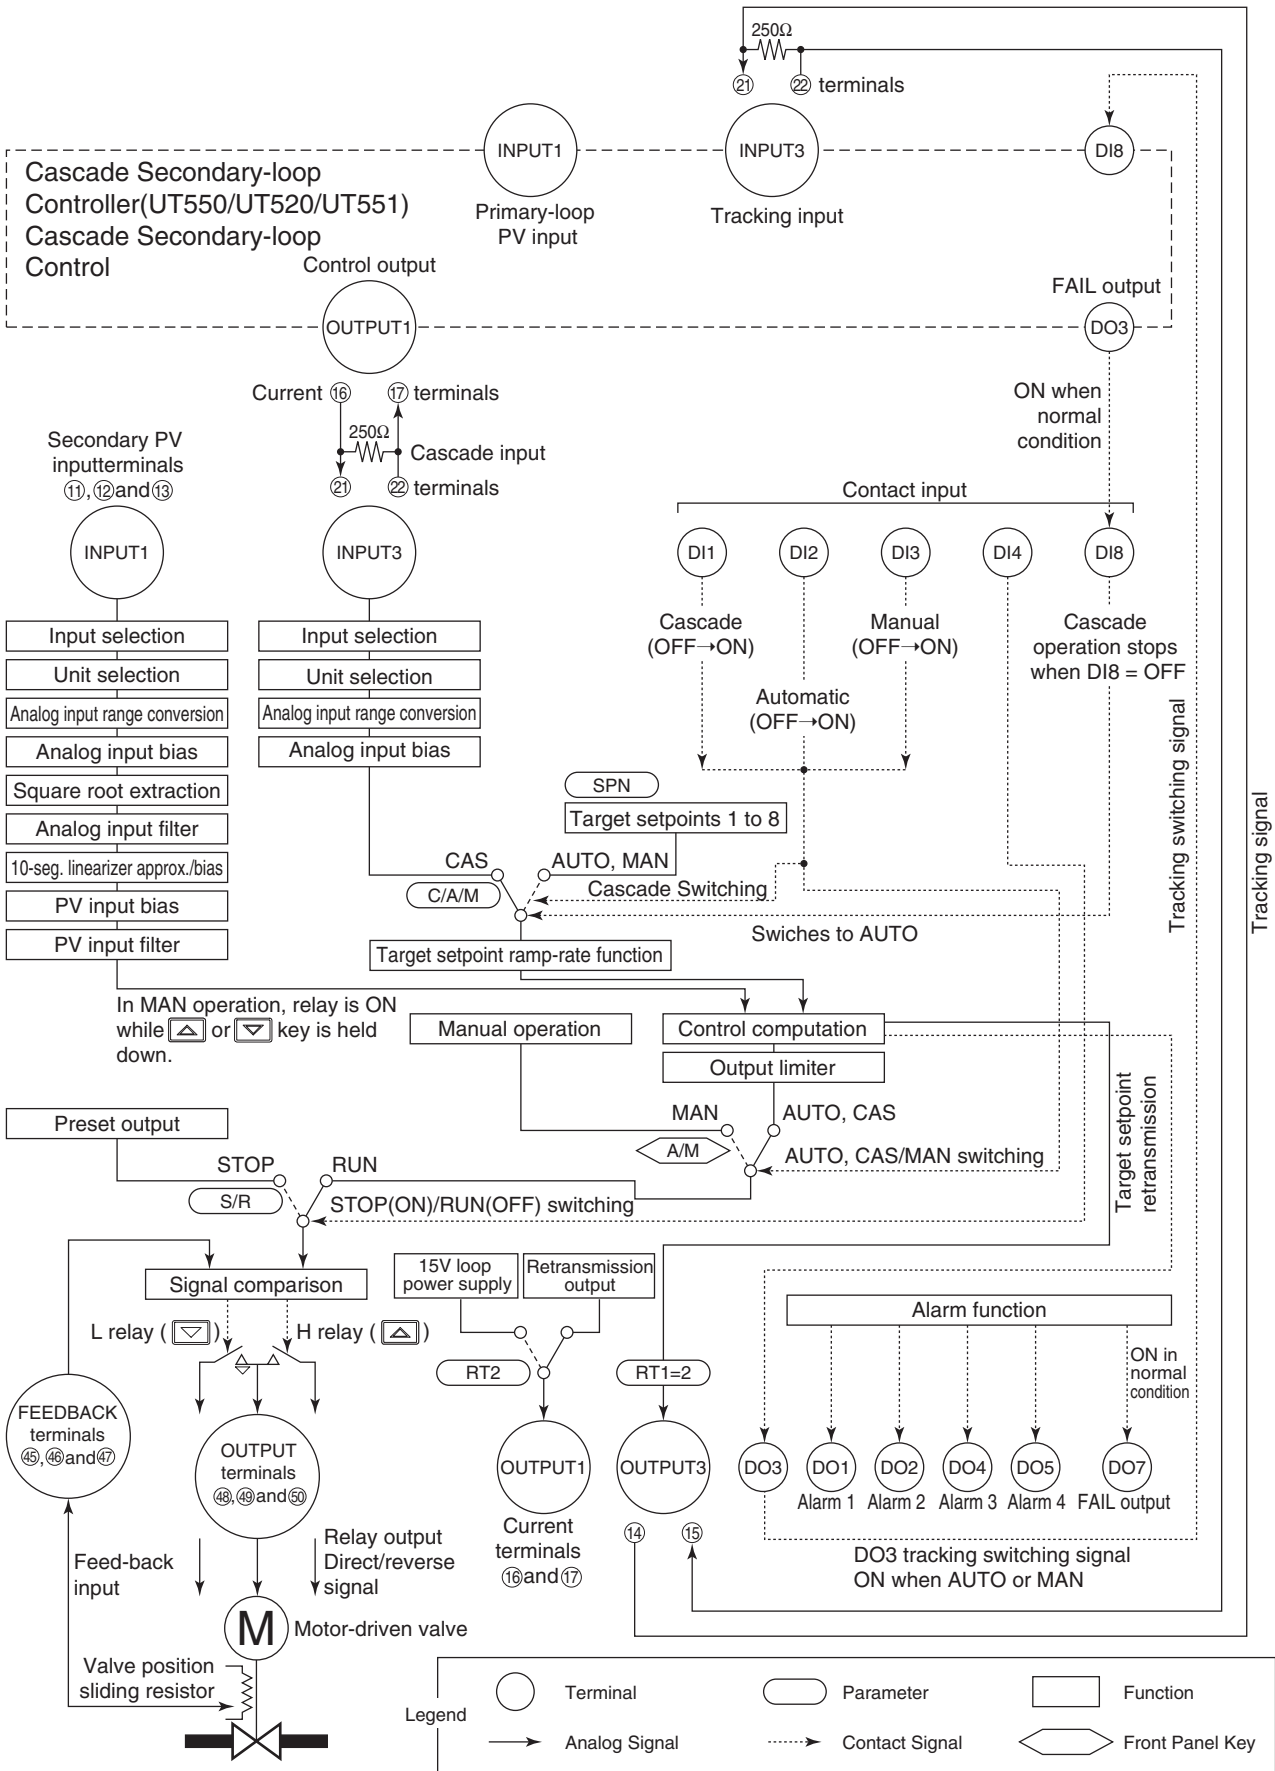 250Ω
㉑
㉒ terminals
INPUT1
INPUT3
DI8
Cascade Secondary-loop
Controller(UT550/UT520/UT551)
Cascade Secondary-loop
Control
Primary-loop
PV input
Tracking input
Control output
OUTPUT1
FAIL output
DO3
Current ⑯
⑰ terminals
250Ω
Cascade input
㉑
㉒ terminals
ON when
normal
condition
Secondary PV
inputterminals
⑪,⑫and⑬
Contact input
INPUT1
INPUT3
DI1
DI2
DI3
DI4
DI8
Cascade
(OFF→ON)
Manual
(OFF→ON)
Cascade
operation stops
when DI8 = OFF
Automatic
(OFF→ON)
Input selection
Unit selection
Analog input range conversion
Analog input bias
Square root extraction
Analog input filter
10-seg. linearizer approx./bias
PV input bias
PV input filter
Input selection
Unit selection
Analog input range conversion
Analog input bias
SPN
Target setpoints 1 to 8
CAS
AUTO, MAN
C/A/M
Cascade Switching
Swiches to AUTO
Tracking switching signal
Tracking signal
Target setpoint ramp-rate function
In MAN operation, relay is ON
while △ or ▽ key is held
down.
Manual operation
Control computation
Output limiter
MAN
AUTO, CAS
A/M
AUTO, CAS/MAN switching
Target setpoint
retransmission
Preset output
STOP
RUN
S/R
STOP(ON)/RUN(OFF) switching
Signal comparison
L relay ( ▽ )
H relay ( △ )
15V loop
power supply
Retransmission
output
RT2
RT1=2
Alarm function
ON in
normal
condition
FEEDBACK
terminals
㊺,㊻and㊼
OUTPUT
terminals
㊽,㊾and㊿
OUTPUT1
Current
terminals
⑯and⑰
OUTPUT3
⑭
⑮
DO3
DO1
DO2
DO4
DO5
DO7
Alarm 1
Alarm 2
Alarm 3
Alarm 4
FAIL output
DO3 tracking switching signal
ON when AUTO or MAN
Feed-back
input
Relay output
Direct/reverse
signal
M
Motor-driven valve
Valve position
sliding resistor
Legend
Terminal
Parameter
Function
Analog Signal
Contact Signal
Front Panel Key